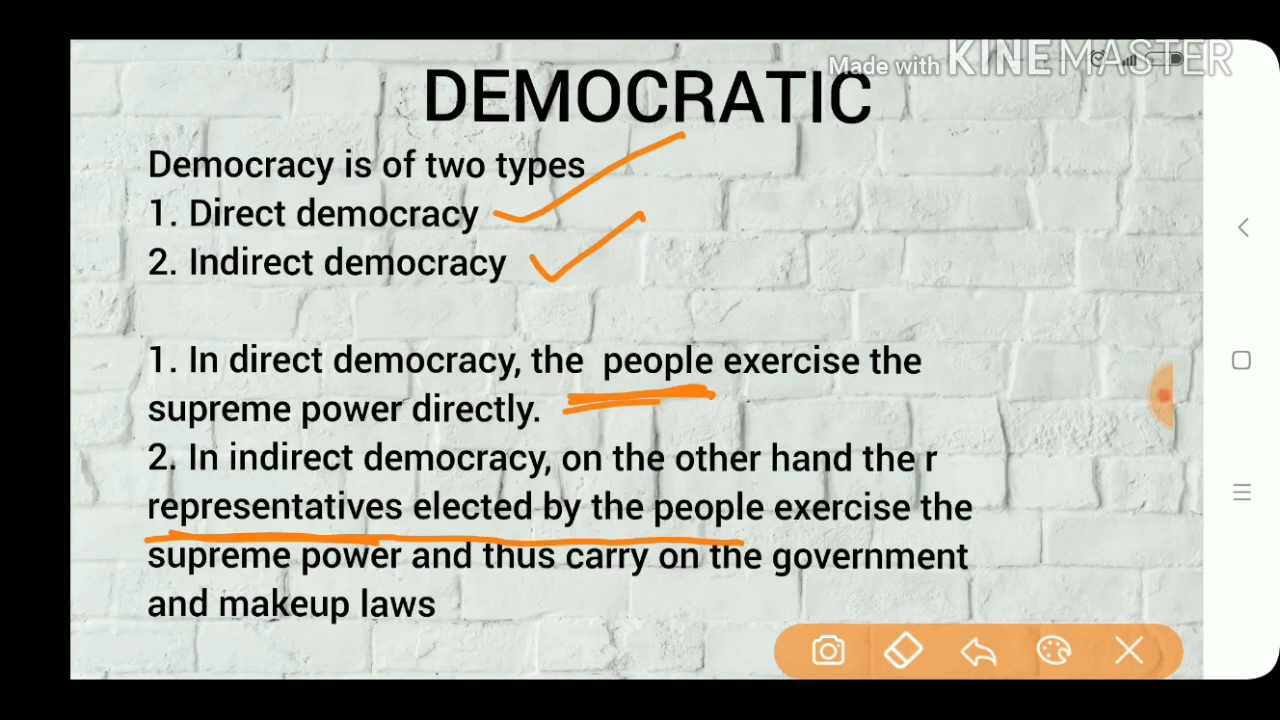 Made with KINEMASTER
DEMOCRATIC
Democracy is of two types
1. Direct democracy
2. Indirect democracy
1. In direct democracy, the people exercise the
supreme power directly.
2. In indirect democracy, on the other hand the r
representatives elected by the people exercise the
supreme power and thus carry on the government
and makeup laws